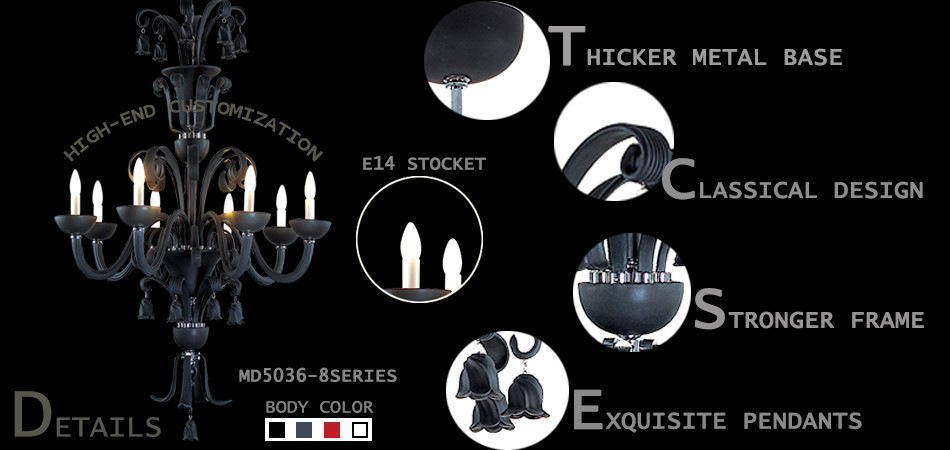 THICKER METAL BASE
HIGH-END CUSTOMIZATION
E14 STOCKET
CLASSICAL DESIGN
STRONGER FRAME
MD5036-8SERIES
BODY COLOR
DETAILS
EXQUISITE PENDANTS